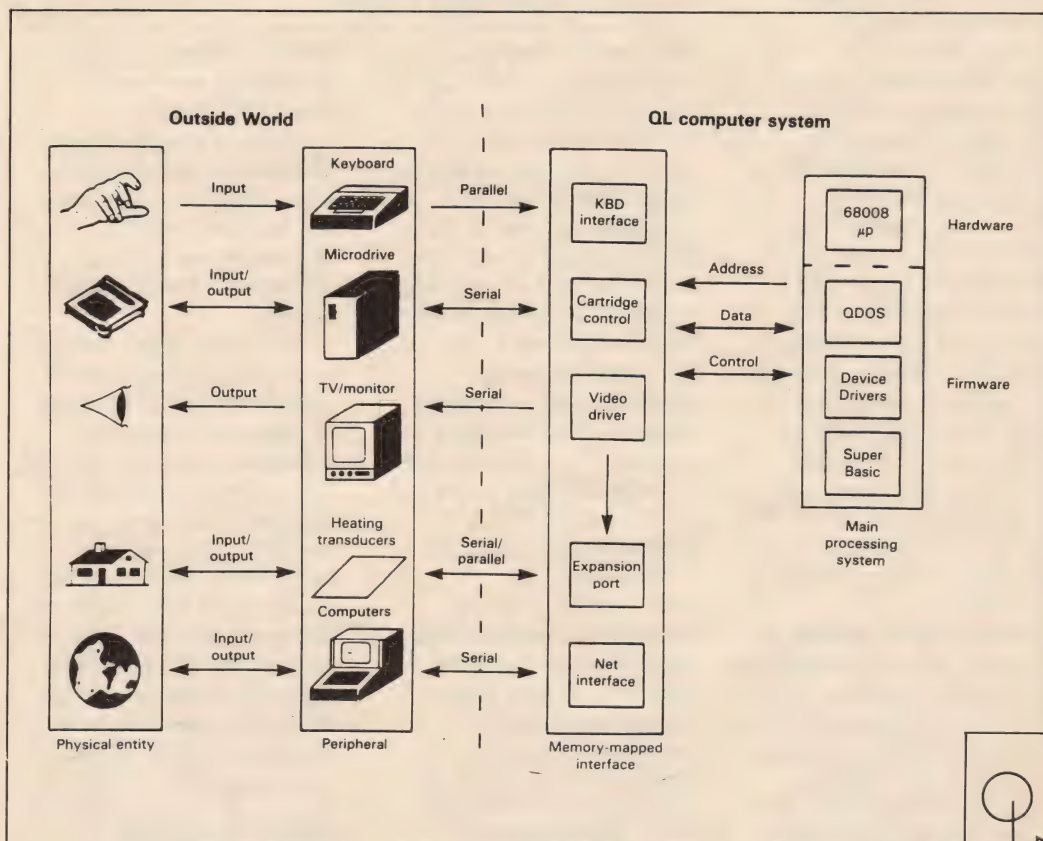 Outside World
QL computer system
Keyboard
Input
Parallel
KBD
interface
68008
μp
Hardware
Microdrive
Input/
output
Serial
Cartridge
control
Address
Data
Control
QDOS
TV/monitor
Output
Serial
Video
driver
Device
Drivers
Firmware
Super
Basic
Main
processing
system
Heating
transducers
Input/
output
Serial/
parallel
Expansion
port
Computers
Input/
output
Serial
Net
interface
Physical entity
Peripheral
Memory-mapped
interface